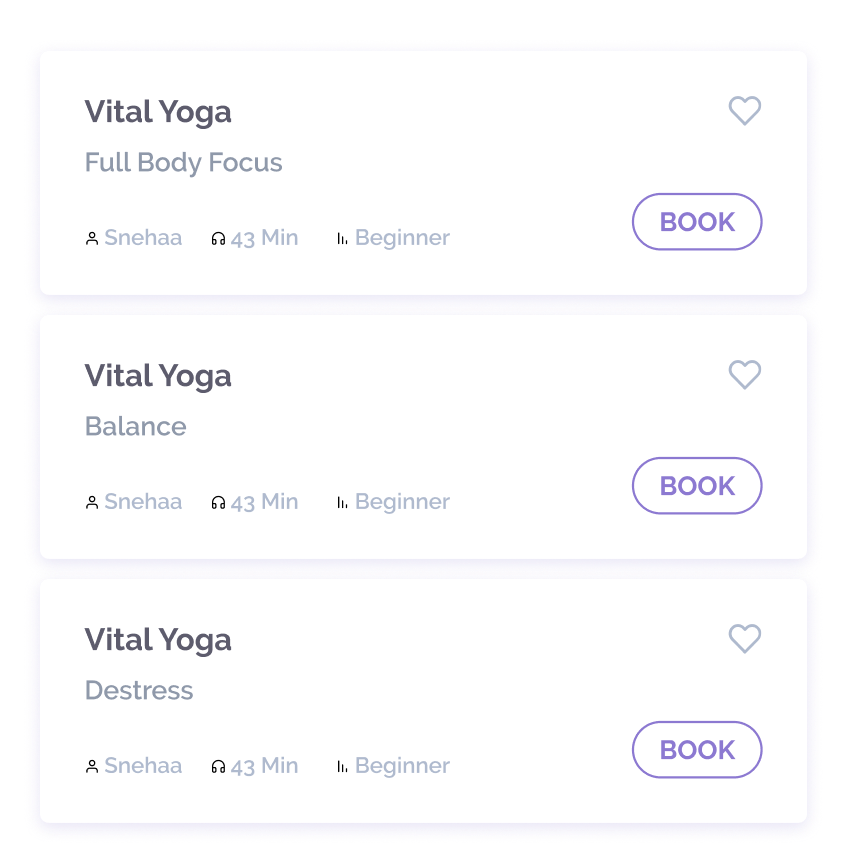 Vital Yoga
Full Body Focus
Snehaa 43 Min Beginner
BOOK
Vital Yoga
Balance
Snehaa 43 Min Beginner
BOOK
Vital Yoga
Destress
Snehaa 43 Min Beginner
BOOK